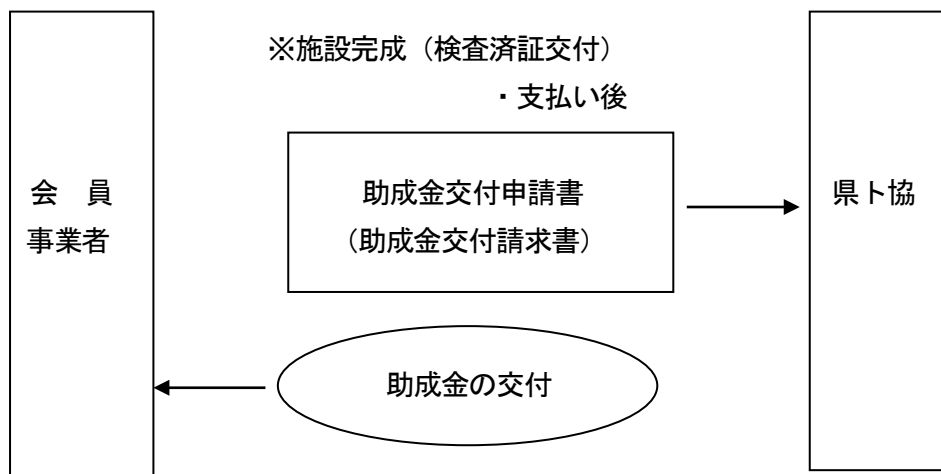 ※施設完成（検査済証交付）
・支払い後
会　員
事業者
助成金交付申請書
（助成金交付請求書）
県ト協
助成金の交付